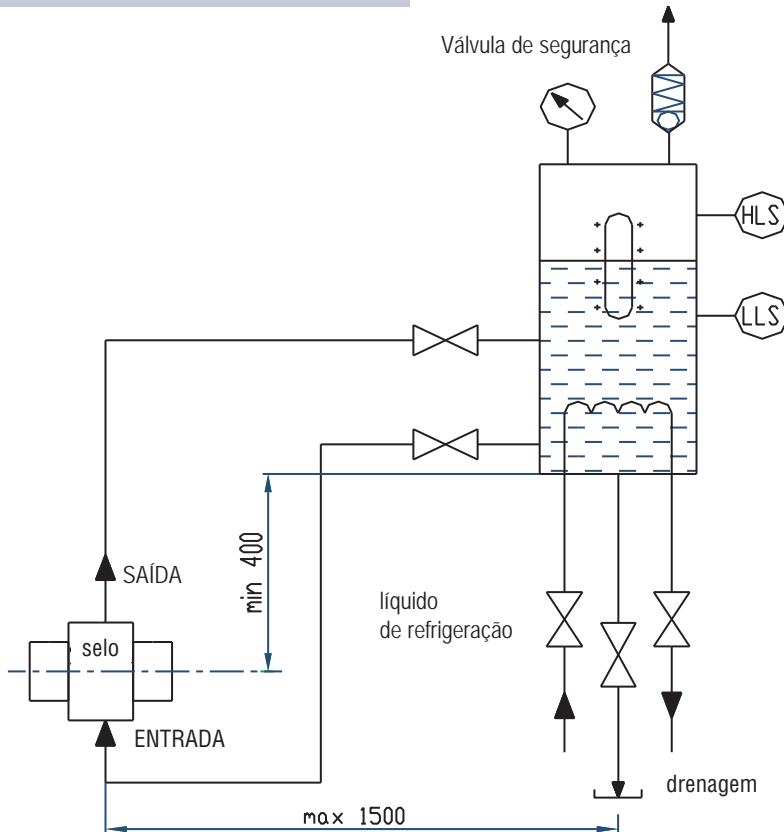 Válvula de segurança
HLS
LLS
SAÍDA
min 400
líquido
de refrigeração
selo
ENTRADA
drenagem
max 1500